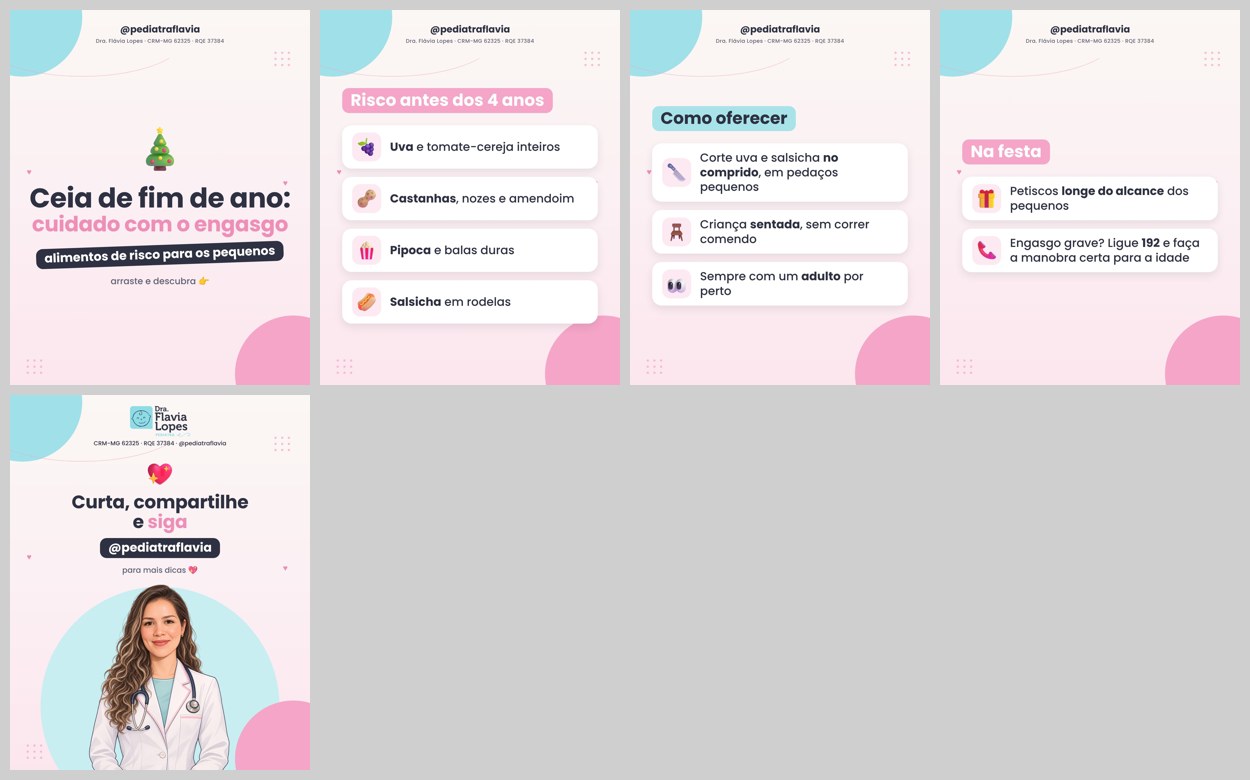 @pediatraflavia
Dra. Flávia Lopes · CRM-MG 62325 · RQE 37384
Ceia de fim de ano:
cuidado com o engasgo
alimentos de risco para os pequenos
arraste e descubra 👉
@pediatraflavia
Dra. Flávia Lopes · CRM-MG 62325 · RQE 37384
Risco antes dos 4 anos
Uva e tomate-cereja inteiros
Castanhas, nozes e amendoim
Pipoca e balas duras
Salsicha em rodelas
@pediatraflavia
Dra. Flávia Lopes · CRM-MG 62325 · RQE 37384
Como oferecer
Corte uva e salsicha no
comprido, em pedaços
pequenos
Criança sentada, sem correr
comendo
Sempre com um adulto por
perto
@pediatraflavia
Dra. Flávia Lopes · CRM-MG 62325 · RQE 37384
Na festa
Petiscos longe do alcance dos
pequenos
Engasgo grave? Ligue 192 e faça
a manobra certa para a idade
Dra.
Flavia
Lopes
CRM-MG 62325 · RQE 37384 · @pediatraflavia
Curta, compartilhe
e siga
@pediatraflavia
para mais dicas 💖